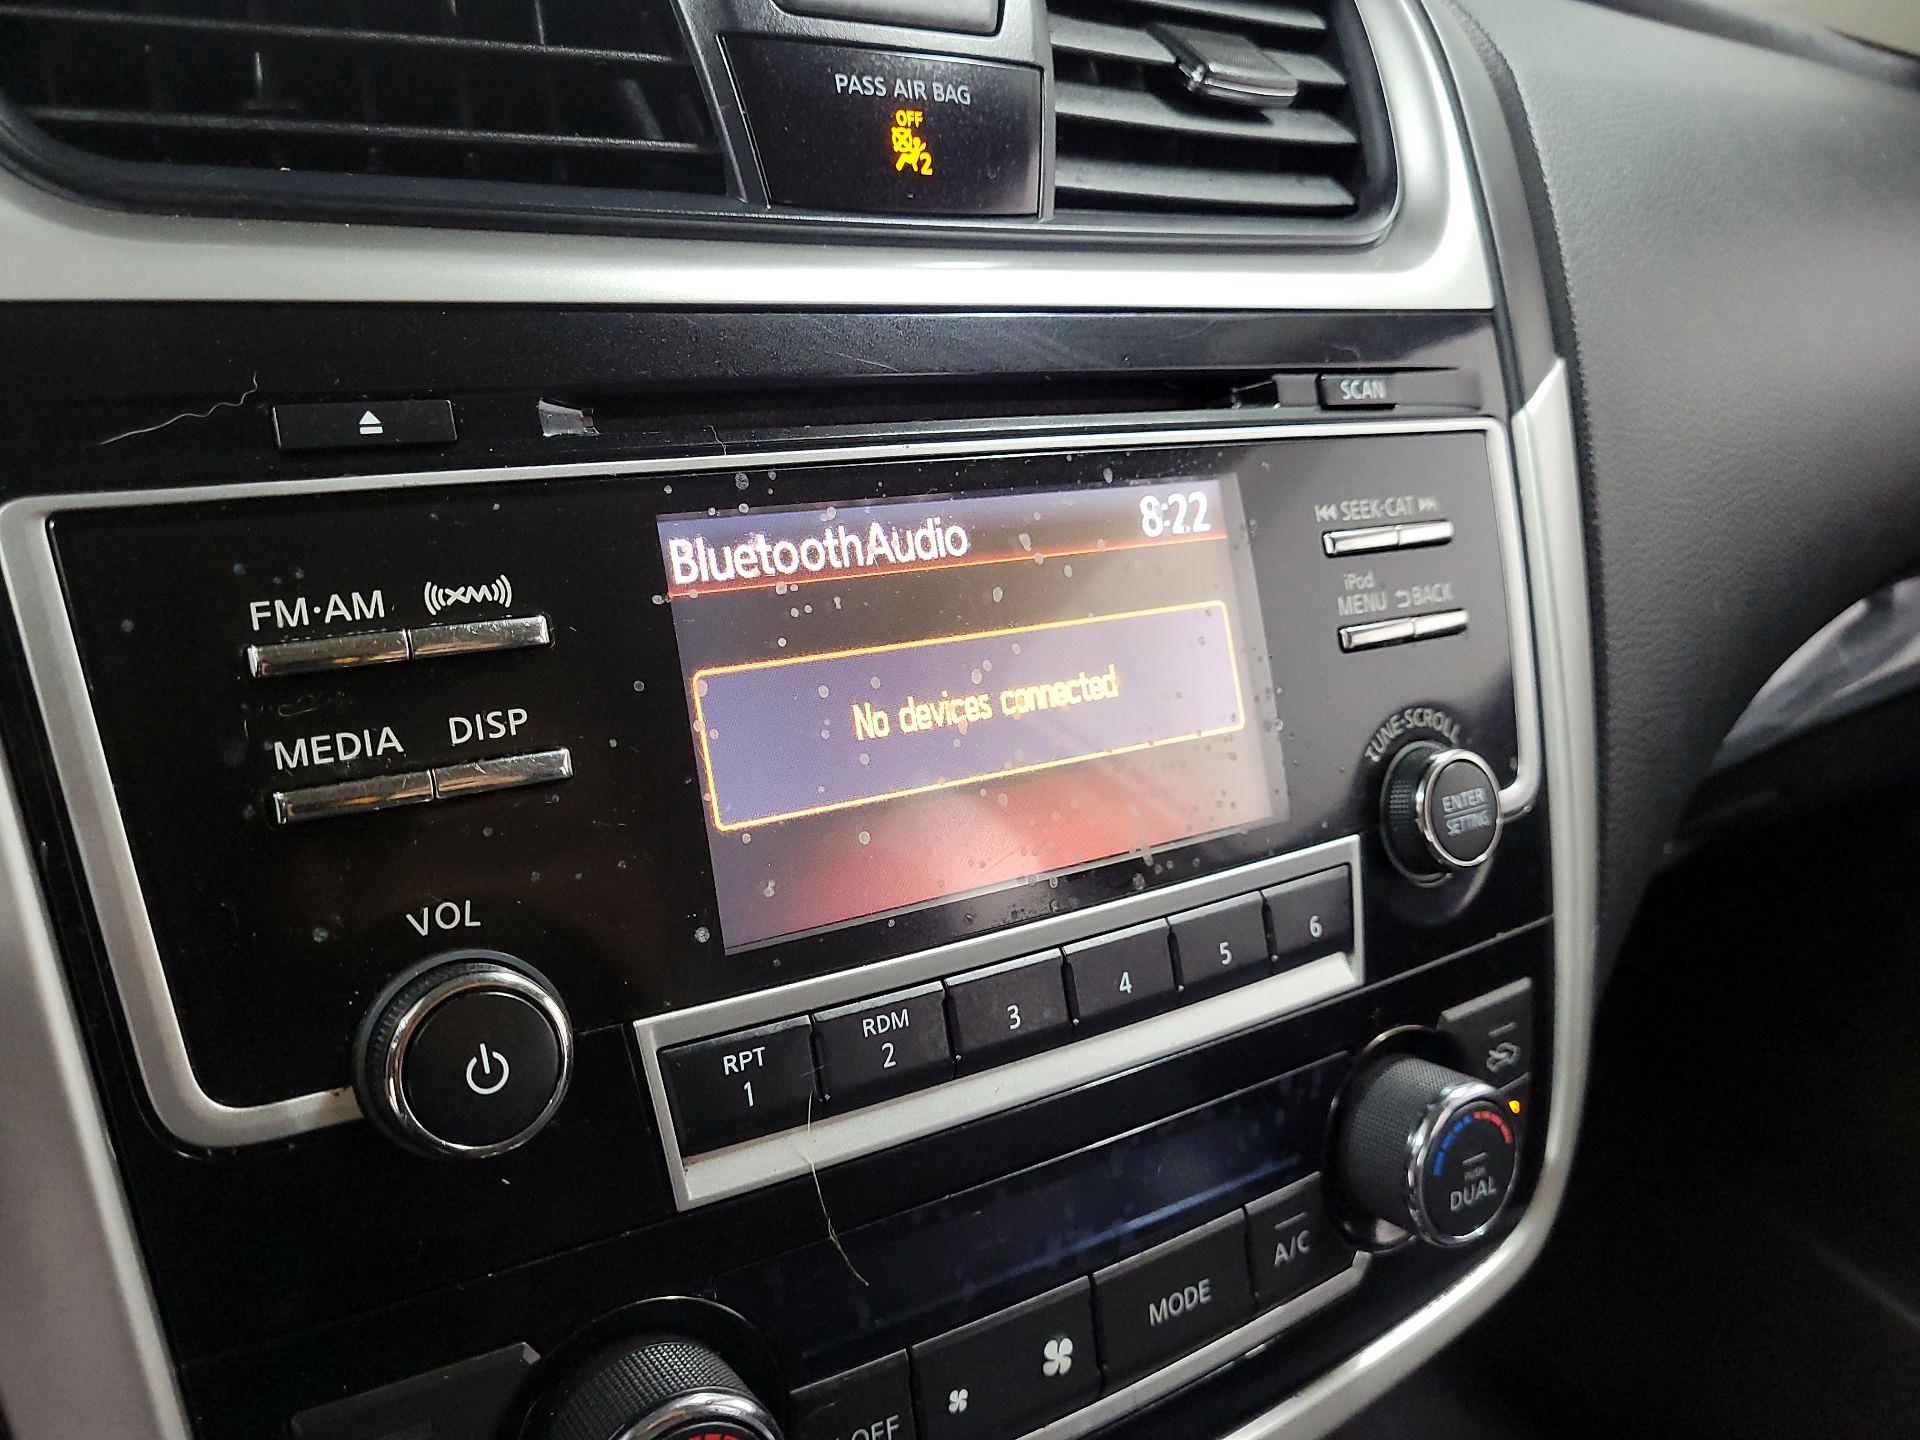 PASS AIR BAG
OFF
2
SCAN
BluetoothAudio 8:22
No devices connected
FM·AM XM
MEDIA DISP
VOL
SEEK·CAT
iPod
MENU BACK
TUNE·SCROLL
ENTER
SETTING
RPT
1
RDM
2
3
4
5
6
PUSH
DUAL
A/C
MODE
OFF